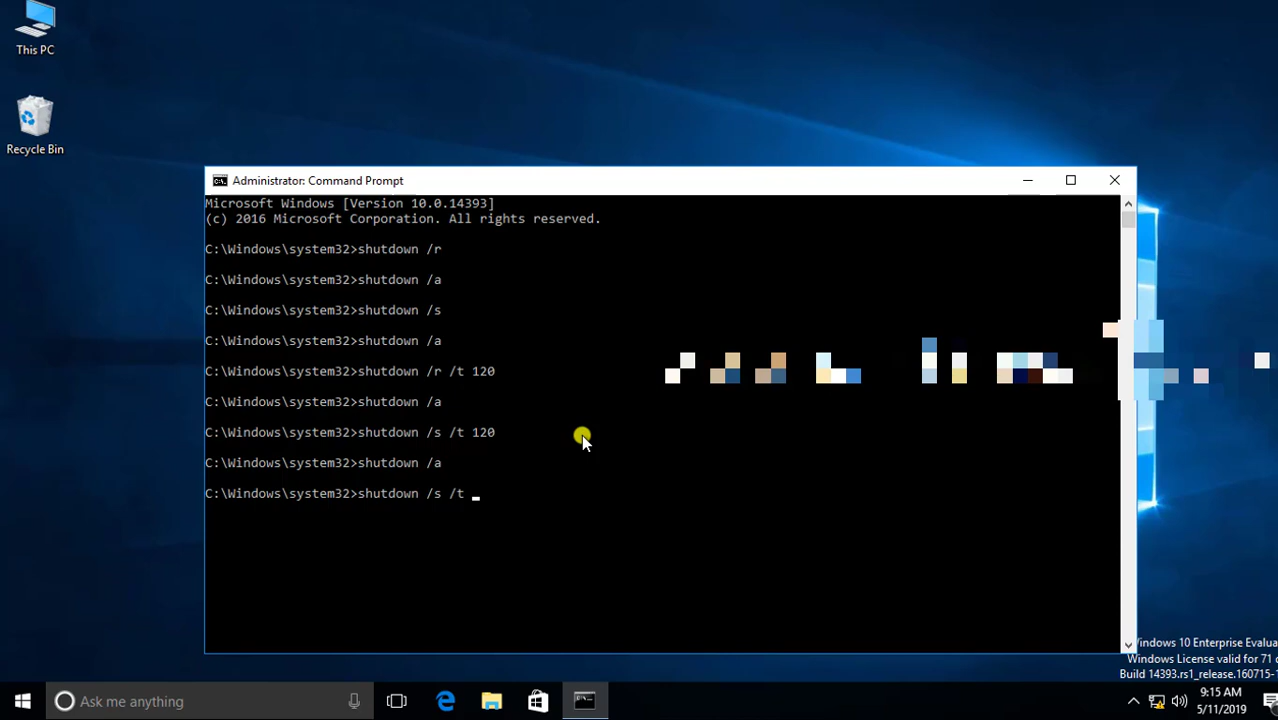 This PC
Recycle Bin
Administrator: Command Prompt
Microsoft Windows [Version 10.0.14393]
(c) 2016 Microsoft Corporation. All rights reserved.
C:\Windows\system32>shutdown /r
C:\Windows\system32>shutdown /a
C:\Windows\system32>shutdown /s
C:\Windows\system32>shutdown /a
C:\Windows\system32>shutdown /r /t 120
C:\Windows\system32>shutdown /a
C:\Windows\system32>shutdown /s /t 120
C:\Windows\system32>shutdown /a
C:\Windows\system32>shutdown /s /t _
indows 10 Enterprise Evalua
Windows License valid for 71 d
Build 14393.rs1_release.160715-1
Ask me anything
9:15 AM
5/11/2019